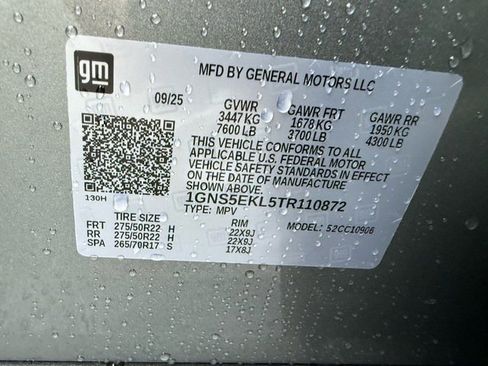 gm
MFD BY GENERAL MOTORS LLC
09/25 GVWR GAWR FRT GAWR RR
3447 KG 1678 KG 1950 KG
7600 LB 3700 LB 4300 LB
THIS VEHICLE CONFORMS TO ALL
APPLICABLE U.S. FEDERAL MOTOR
VEHICLE SAFETY STANDARDS IN EFFECT
ON THE DATE OF MANUFACTURE
SHOWN ABOVE.
1GNS5EKL5TR110872
130H TYPE: MPV
TIRE SIZE RIM MODEL: 52CC10906
FRT 275/50R22 H 22X9J
RR 275/50R22 H 22X9J
SPA 265/70R17 S 17X8J